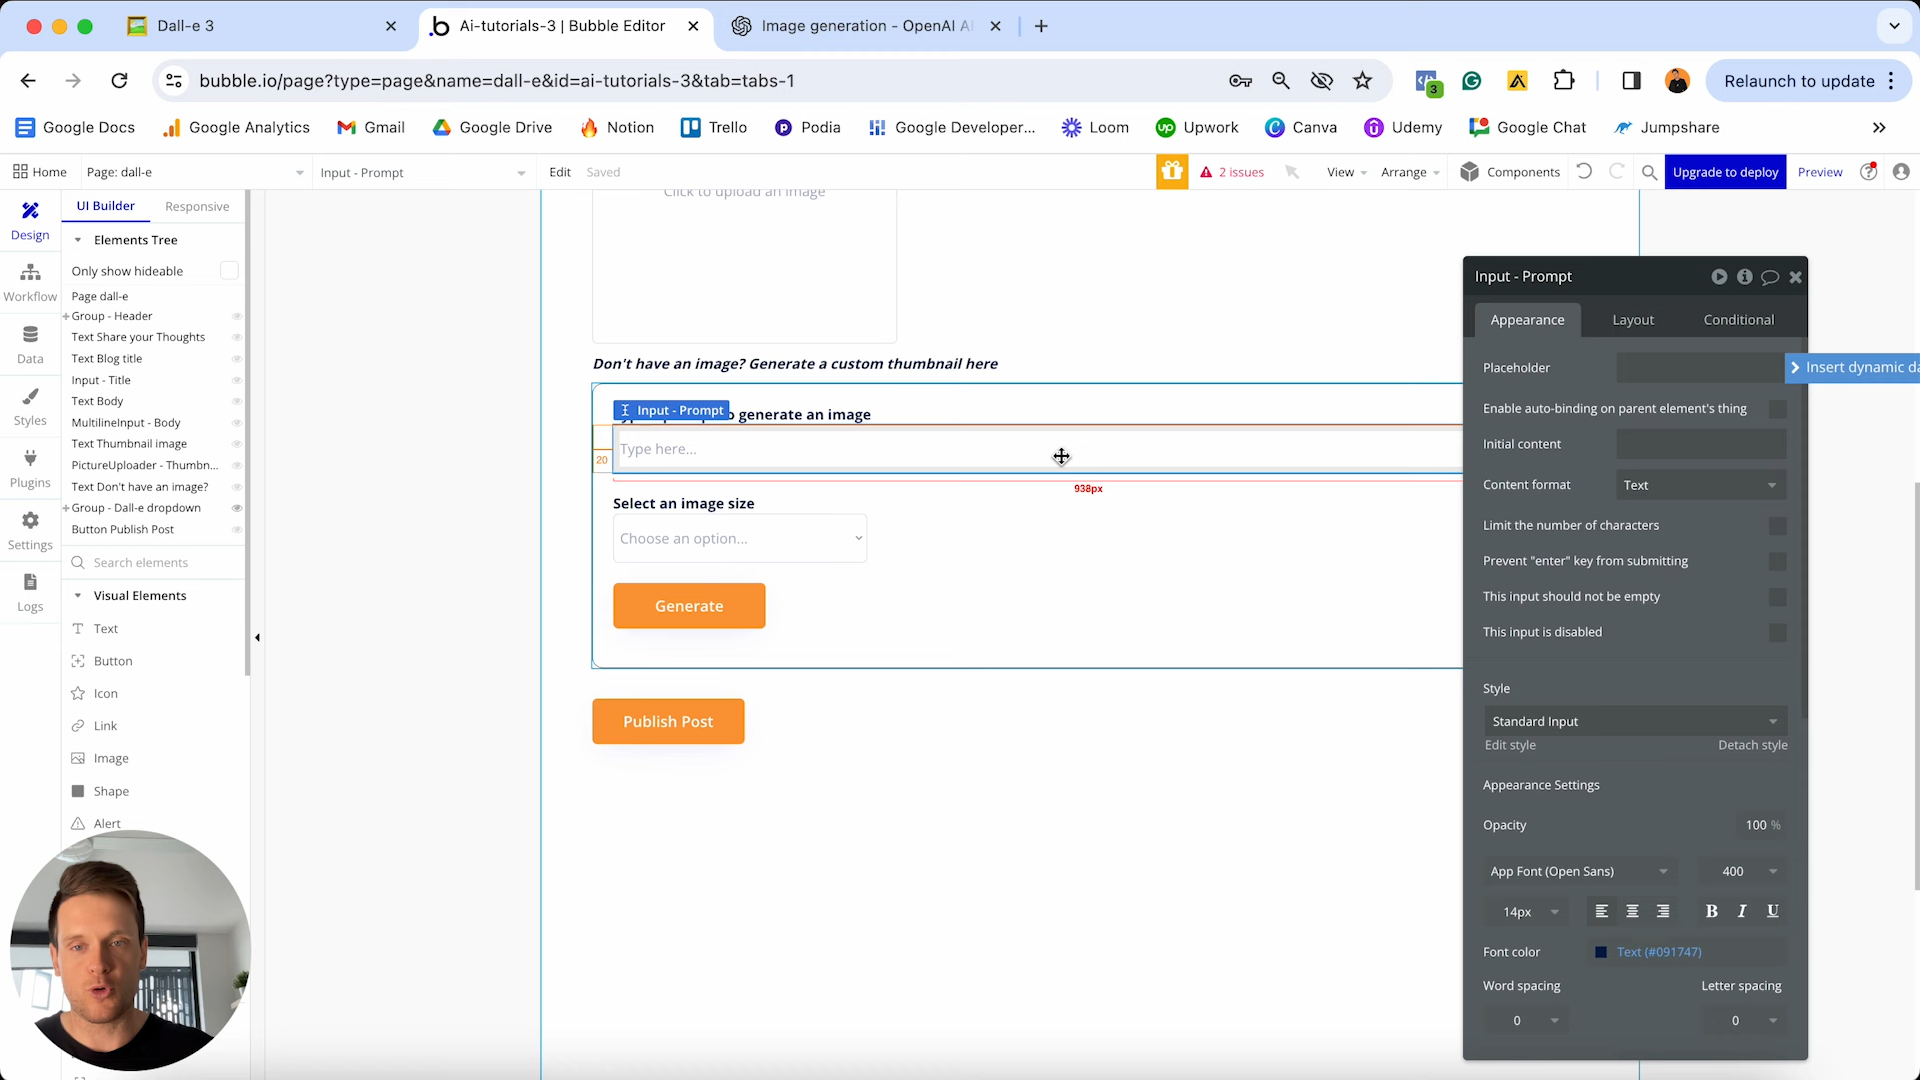 Dall-e 3
Ai-tutorials-3 | Bubble Editor
Image generation - OpenAI A
bubble.io/page?type=page&name=dall-e&id=ai-tutorials-3&tab=tabs-1
3
Relaunch to update
Google Docs
Google Analytics
Gmail
Google Drive
Notion
Trello
Podia
Google Developer...
Loom
Upwork
Canva
Udemy
Google Chat
Jumpshare
Home
Page: dall-e
Input - Prompt
Edit
Saved
2 issues
View
Arrange
Components
Upgrade to deploy
Preview
Design
Workflow
Data
Styles
Plugins
Settings
Logs
UI Builder
Responsive
Elements Tree
Only show hideable
Page dall-e
Group - Header
Text Share your Thoughts
Text Blog title
Input - Title
Text Body
MultilineInput - Body
Text Thumbnail image
PictureUploader - Thumbn...
Text Don't have an image?
Group - Dall-e dropdown
Button Publish Post
Search elements
Visual Elements
Text
Button
Icon
Link
Image
Shape
Alert
Click to upload an image
Don't have an image? Generate a custom thumbnail here
Input - Prompt
o generate an image
Type here...
20
938px
Select an image size
Choose an option...
Generate
Publish Post
Input - Prompt
Appearance
Layout
Conditional
Placeholder
Insert dynamic da
Enable auto-binding on parent element's thing
Initial content
Content format
Text
Limit the number of characters
Prevent "enter" key from submitting
This input should not be empty
This input is disabled
Style
Standard Input
Edit style
Detach style
Appearance Settings
Opacity
100 %
App Font (Open Sans)
400
14px
B I U
Font color
Text (#091747)
Word spacing
Letter spacing
0
0